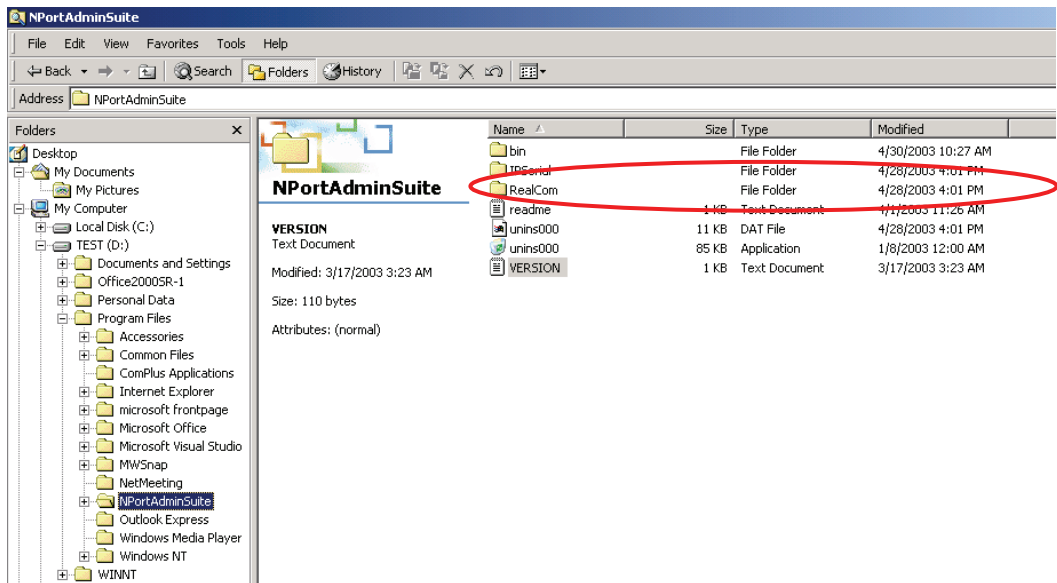 NPortAdminSuite
File Edit View Favorites Tools Help
Back Search Folders History
Address NPortAdminSuite
Folders
Desktop
My Documents
My Pictures
My Computer
Local Disk (C:)
TEST (D:)
Documents and Settings
Office2000SR-1
Personal Data
Program Files
Accessories
Common Files
ComPlus Applications
Internet Explorer
microsoft frontpage
Microsoft Office
Microsoft Visual Studio
MWSnap
NetMeeting
NPortAdminSuite
Outlook Express
Windows Media Player
Windows NT
WINNT
NPortAdminSuite
VERSION
Text Document
Modified: 3/17/2003 3:23 AM
Size: 110 bytes
Attributes: (normal)
Name Size Type Modified
bin File Folder 4/30/2003 10:27 AM
IPSerial File Folder 4/28/2003 4:01 PM
RealCom File Folder 4/28/2003 4:01 PM
readme 1 KB Text Document 4/1/2003 11:26 AM
unins000 11 KB DAT File 4/28/2003 4:01 PM
unins000 85 KB Application 1/8/2003 12:00 AM
VERSION 1 KB Text Document 3/17/2003 3:23 AM